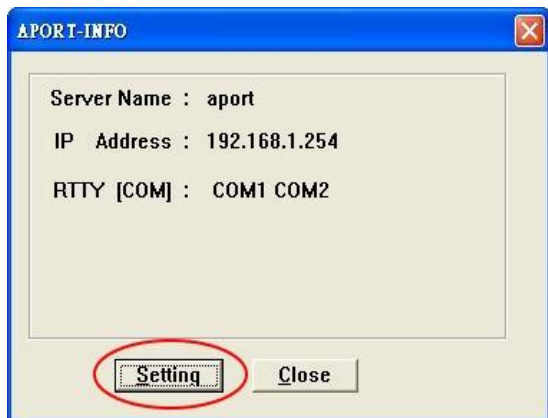 APORT-INFO
Server Name : aport
IP Address : 192.168.1.254
RTTY [COM] : COM1 COM2
Setting Close